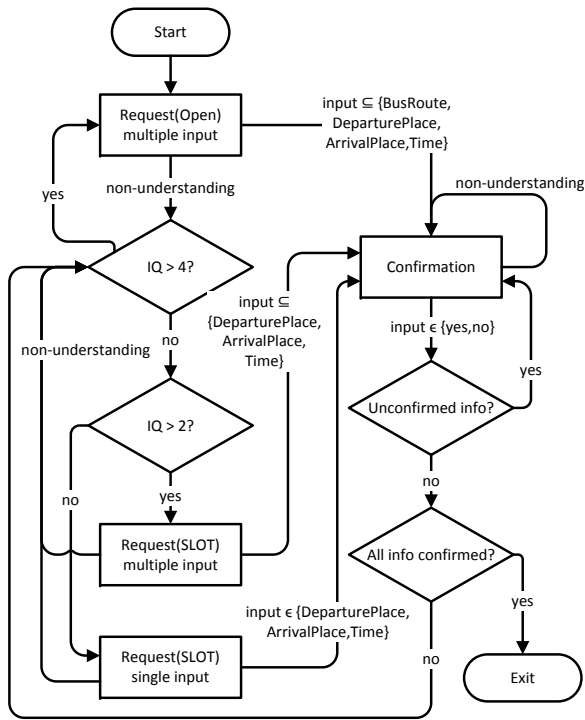 Start
Request(Open)
multiple input
input ⊆ {BusRoute,
DeparturePlace,
ArrivalPlace,Time}
non-understanding
yes
non-understanding
IQ > 4?
Confirmation
input ⊆
{DeparturePlace,
ArrivalPlace,
Time}
no
non-understanding
input ϵ {yes,no}
yes
IQ > 2?
Unconfirmed info?
no
yes
no
Request(SLOT)
multiple input
All info confirmed?
input ϵ {DeparturePlace,
ArrivalPlace,Time}
yes
Request(SLOT)
single input
no
Exit